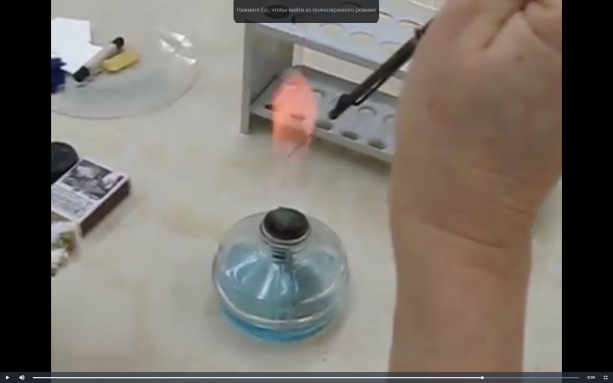 Нажмите Esc, чтобы выйти из полноэкранного режима